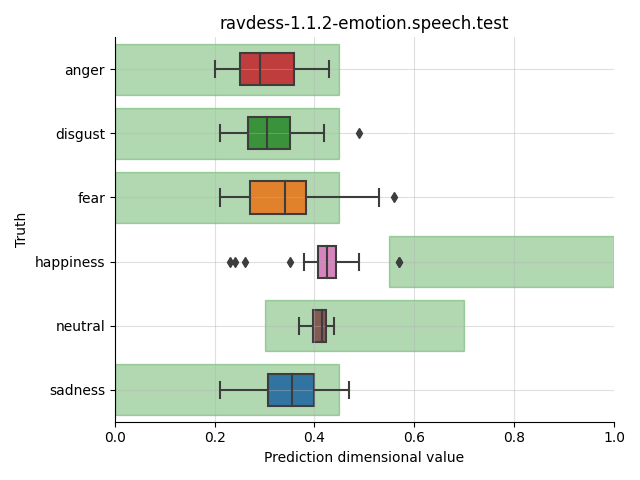 ravdess-1.1.2-emotion.speech.test
Truth
anger
disgust
fear
happiness
neutral
sadness
0.0 0.2 0.4 0.6 0.8 1.0
Prediction dimensional value